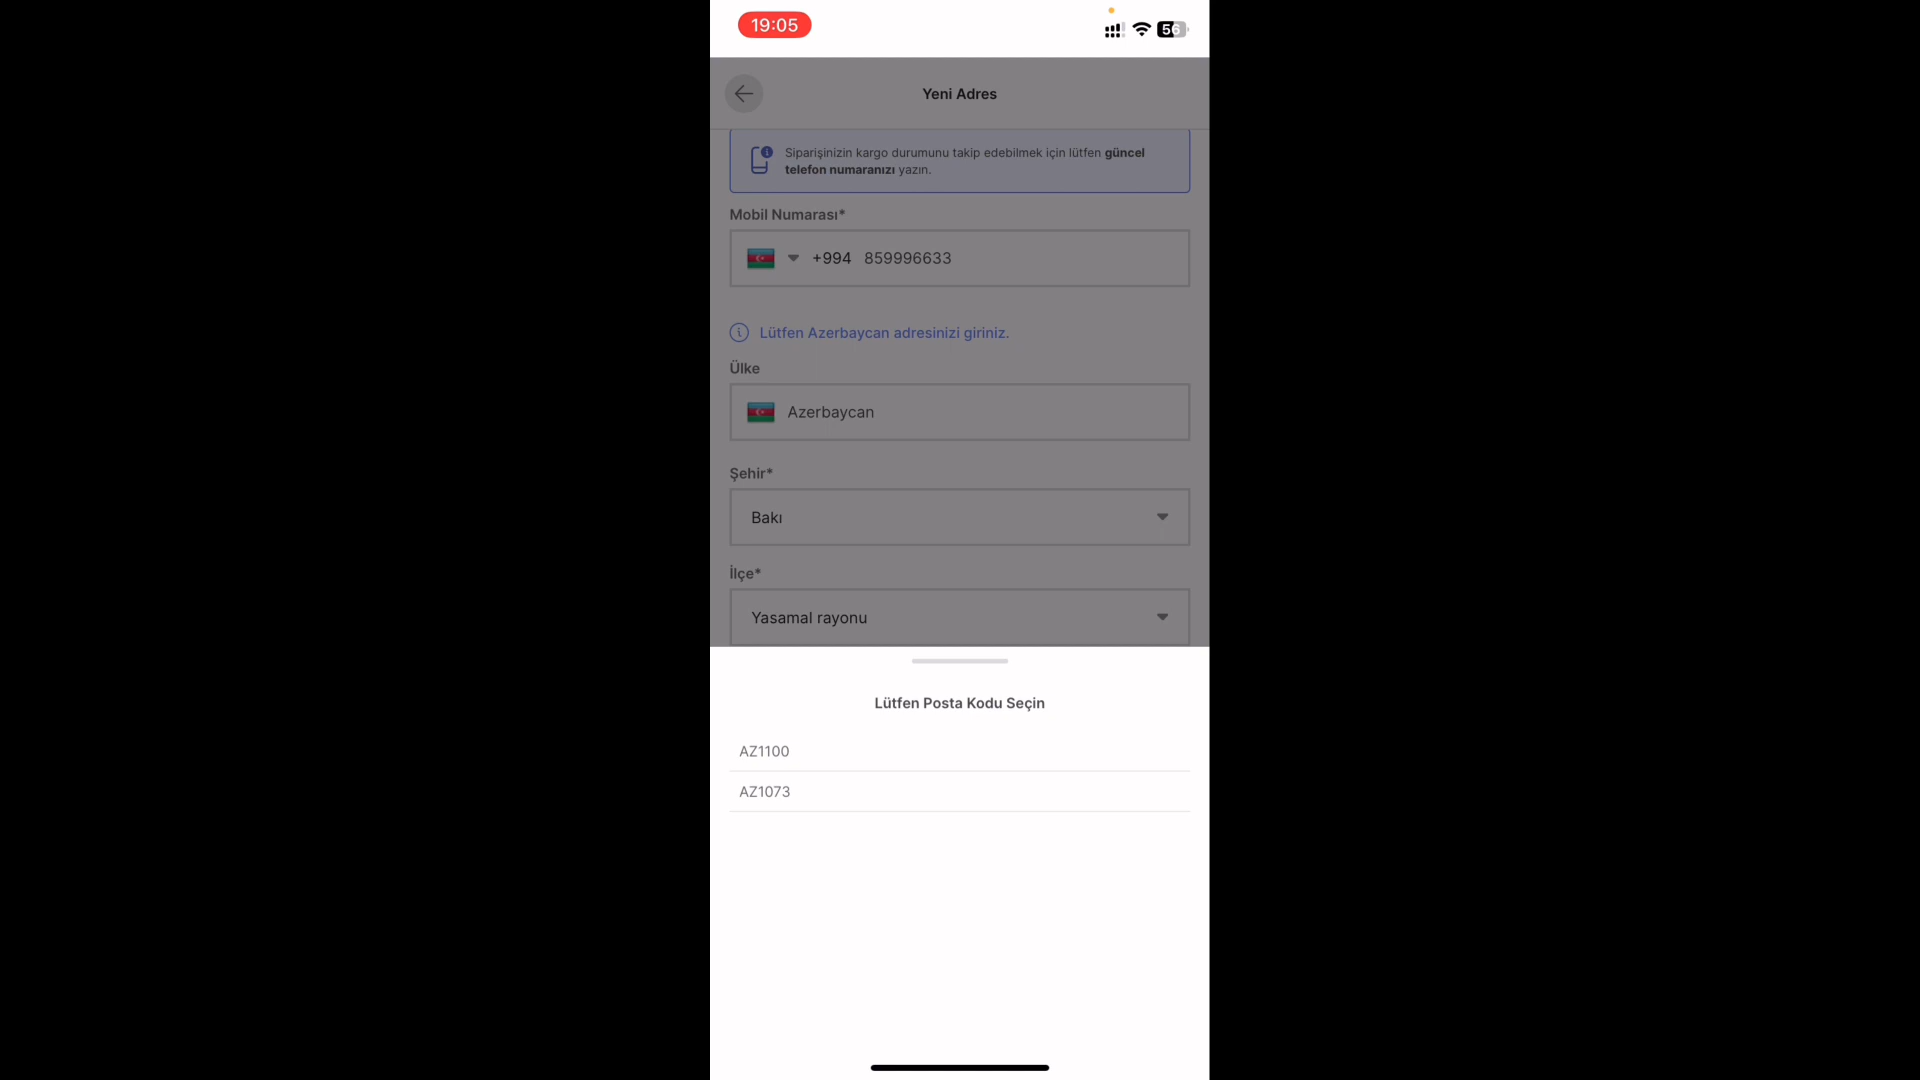 19:05
56
Yeni Adres
Siparişinizin kargo durumunu takip edebilmek için lütfen güncel
telefon numaranızı yazın.
Mobil Numarası*
+994 859996633
Lütfen Azerbaycan adresinizi giriniz.
Ülke
Azerbaycan
Şehir*
Bakı
İlçe*
Yasamal rayonu
Lütfen Posta Kodu Seçin
AZ1100
AZ1073